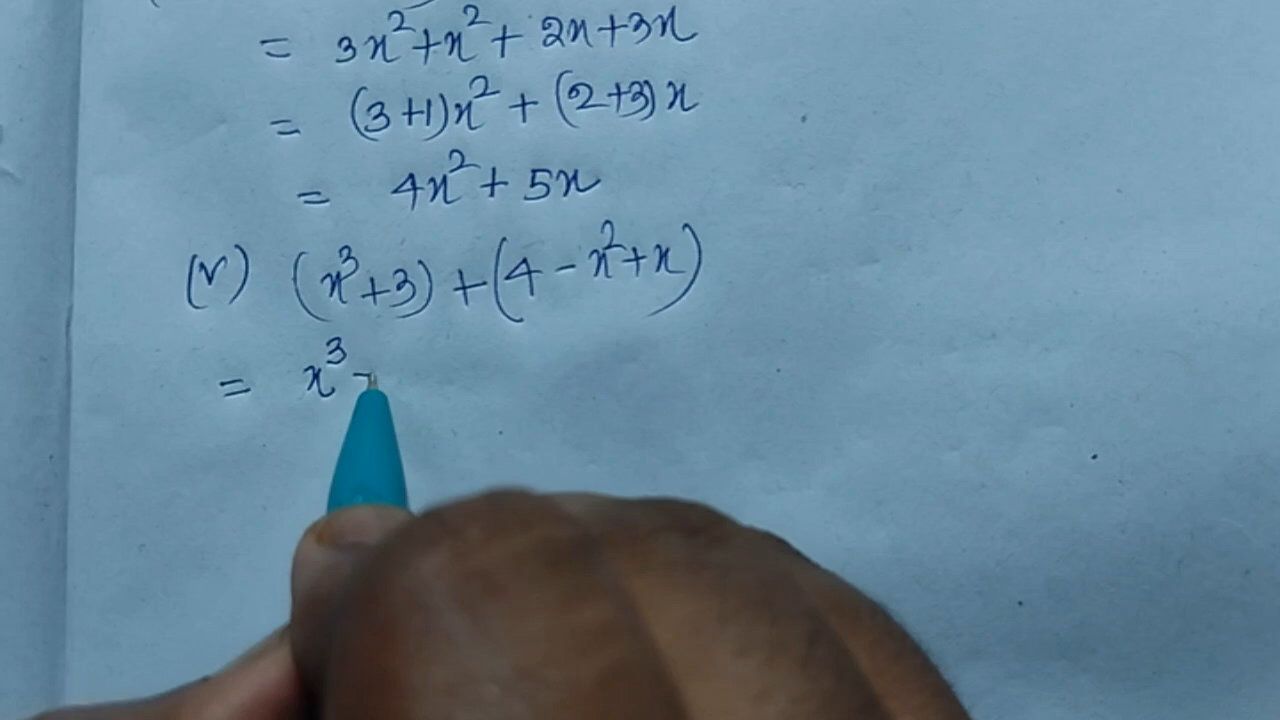 = 3x²+x²+ 2x+3x
= (3+1)x² + (2+3)x
= 4x²+ 5x
(v) (x³+3) +(4-x²+x)
= x³ -